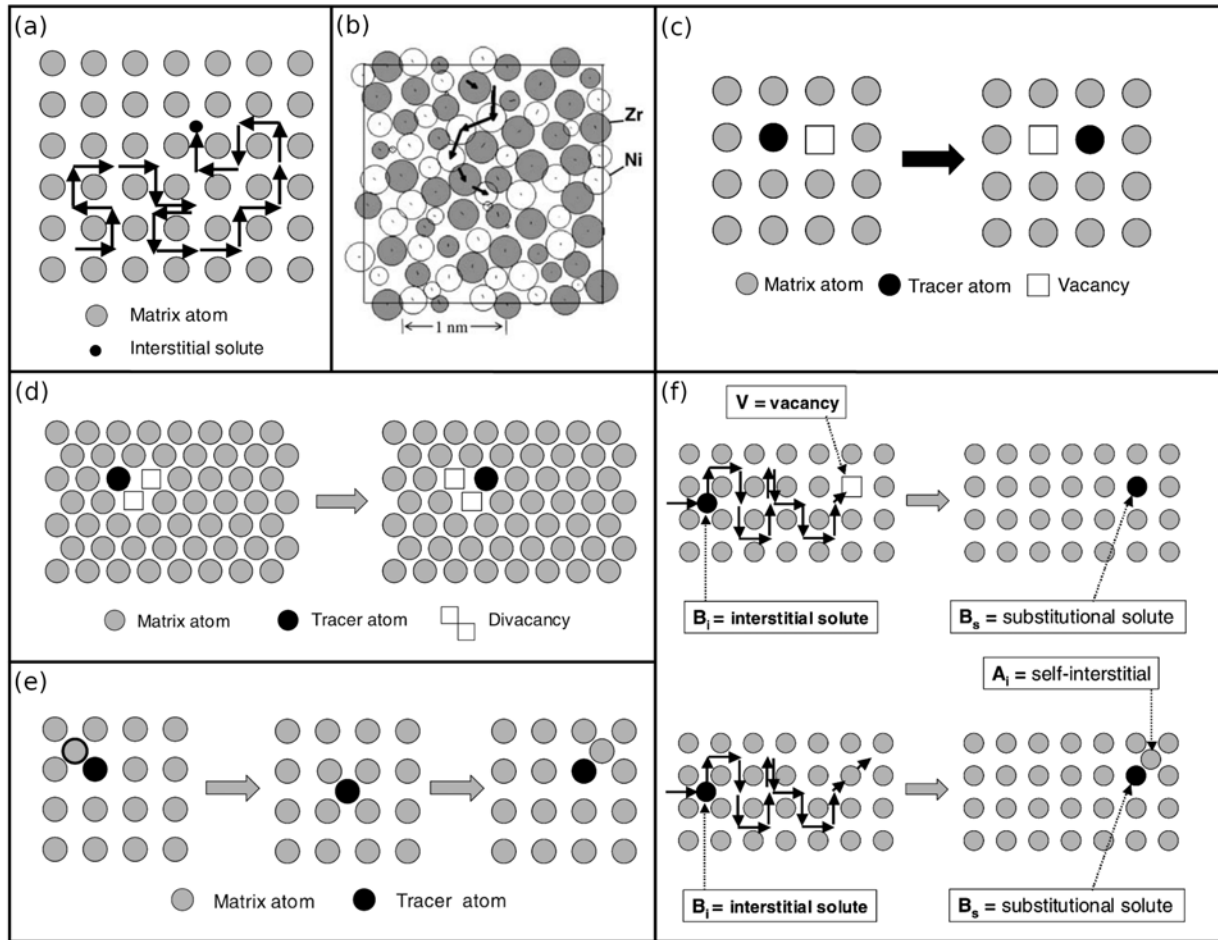 (a)
Matrix atom
Interstitial solute
(b)
Zr
Ni
1 nm
(c)
Matrix atom Tracer atom Vacancy
(d)
Matrix atom Tracer atom Divacancy
(e)
Matrix atom Tracer atom
(f)
V = vacancy
Bi = interstitial solute
Bs = substitutional solute
Ai = self-interstitial
Bi = interstitial solute
Bs = substitutional solute